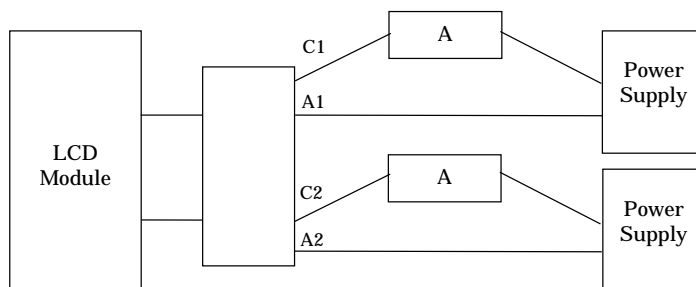 LCD
Module
C1
A
A1
Power
Supply
C2
A
A2
Power
Supply